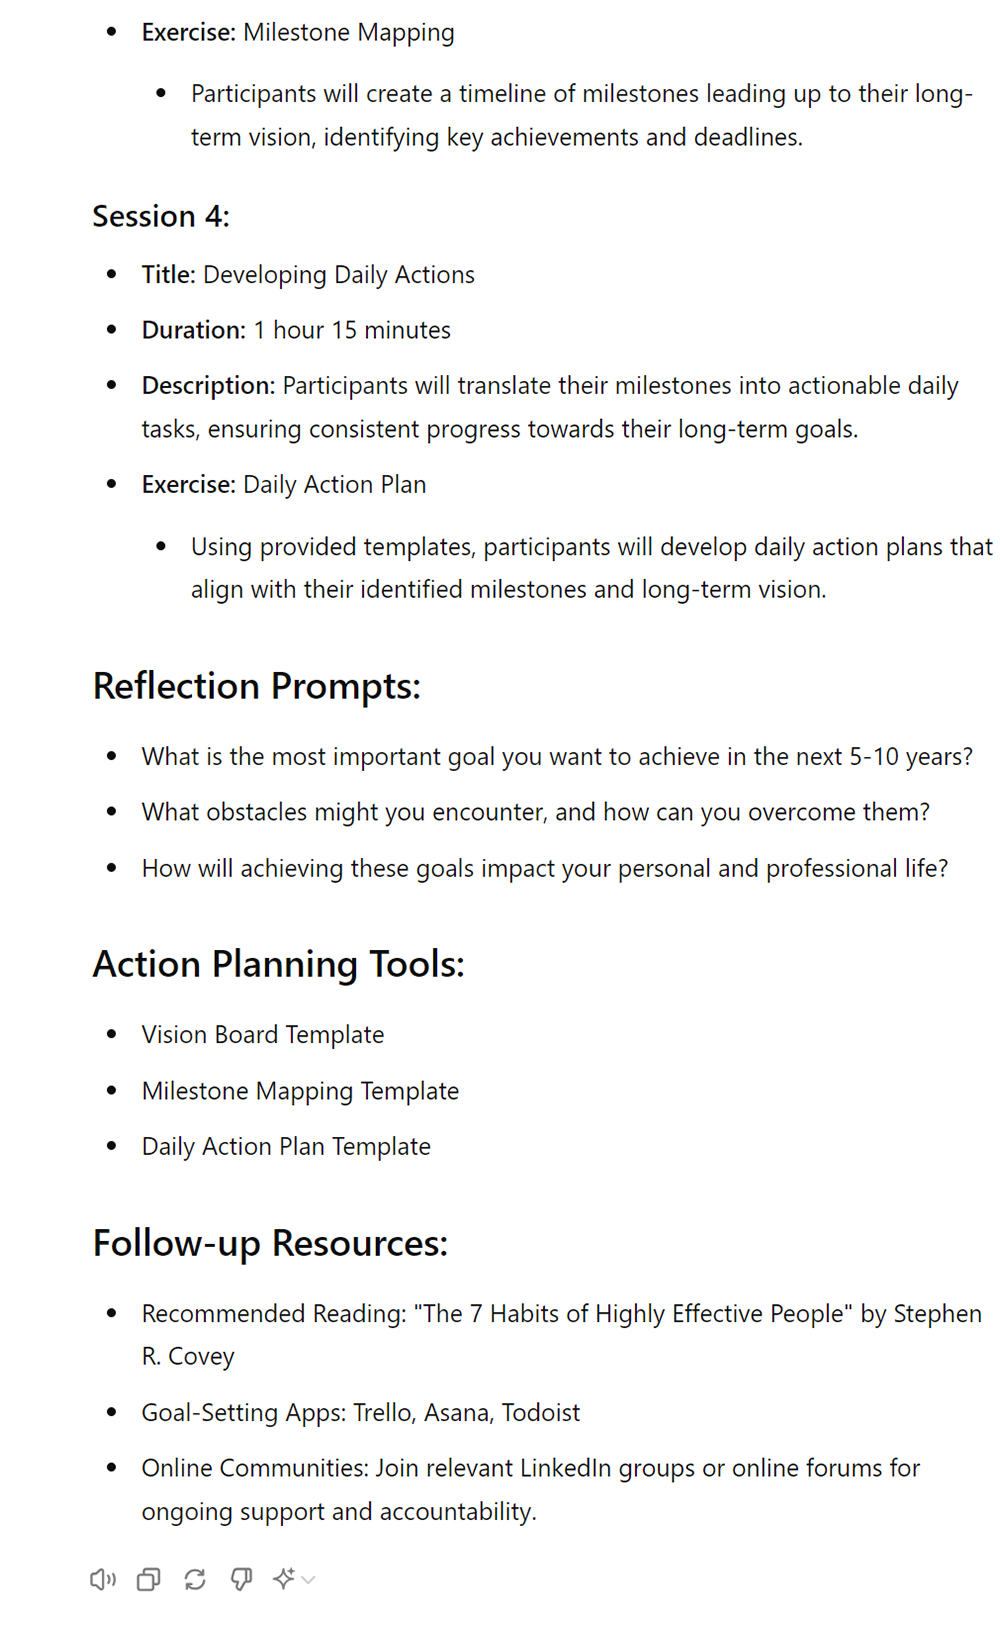 Exercise: Milestone Mapping
Participants will create a timeline of milestones leading up to their long-
term vision, identifying key achievements and deadlines.
Session 4:
Title: Developing Daily Actions
Duration: 1 hour 15 minutes
Description: Participants will translate their milestones into actionable daily
tasks, ensuring consistent progress towards their long-term goals.
Exercise: Daily Action Plan
Using provided templates, participants will develop daily action plans that
align with their identified milestones and long-term vision.
Reflection Prompts:
What is the most important goal you want to achieve in the next 5-10 years?
What obstacles might you encounter, and how can you overcome them?
How will achieving these goals impact your personal and professional life?
Action Planning Tools:
Vision Board Template
Milestone Mapping Template
Daily Action Plan Template
Follow-up Resources:
Recommended Reading: "The 7 Habits of Highly Effective People" by Stephen
R. Covey
Goal-Setting Apps: Trello, Asana, Todoist
Online Communities: Join relevant LinkedIn groups or online forums for
ongoing support and accountability.